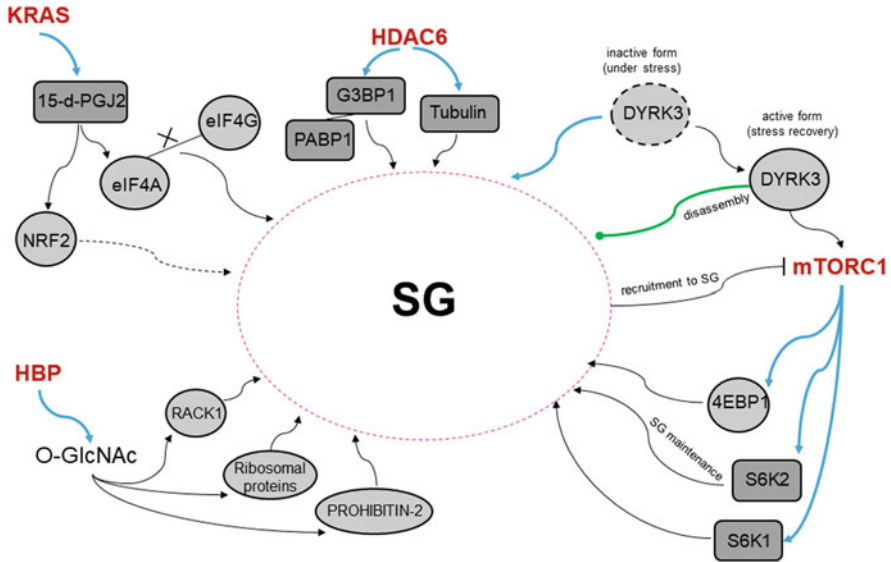 KRAS
15-d-PGJ2
eIF4G
eIF4A
NRF2
HDAC6
G3BP1
PABP1
Tubulin
inactive form
(under stress)
DYRK3
active form
(stress recovery)
DYRK3
disassembly
mTORC1
recruitment to SG
SG
HBP
O-GlcNAc
RACK1
Ribosomal
proteins
PROHIBITIN-2
4EBP1
SG maintenance
S6K2
S6K1